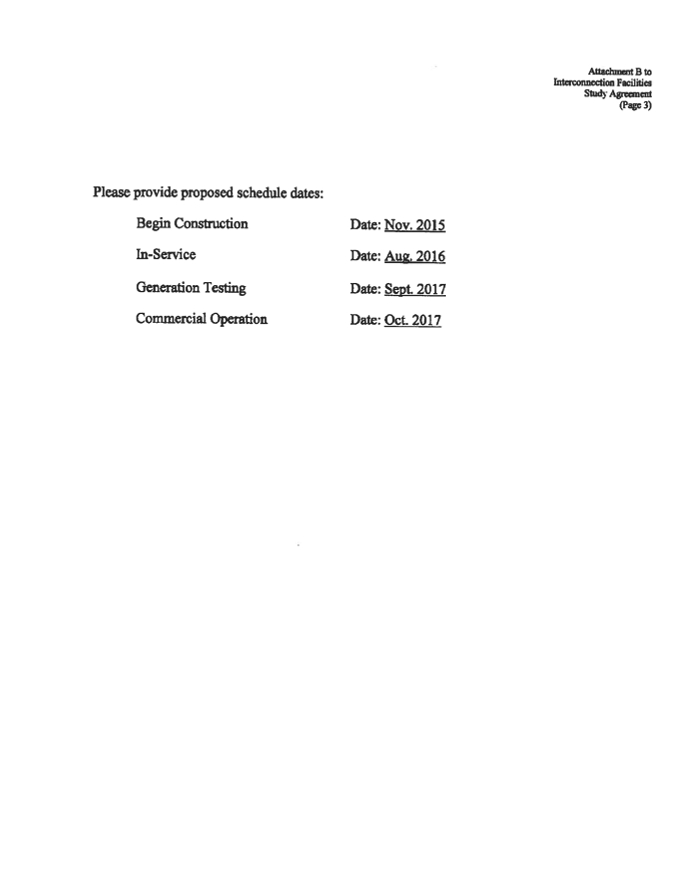 Attachment B to
Interconnection Facilities
Study Agreement
(Page 3)
Please provide proposed schedule dates:
Begin Construction Date: Nov. 2015
In-Service Date: Aug. 2016
Generation Testing Date: Sept. 2017
Commercial Operation Date: Oct. 2017